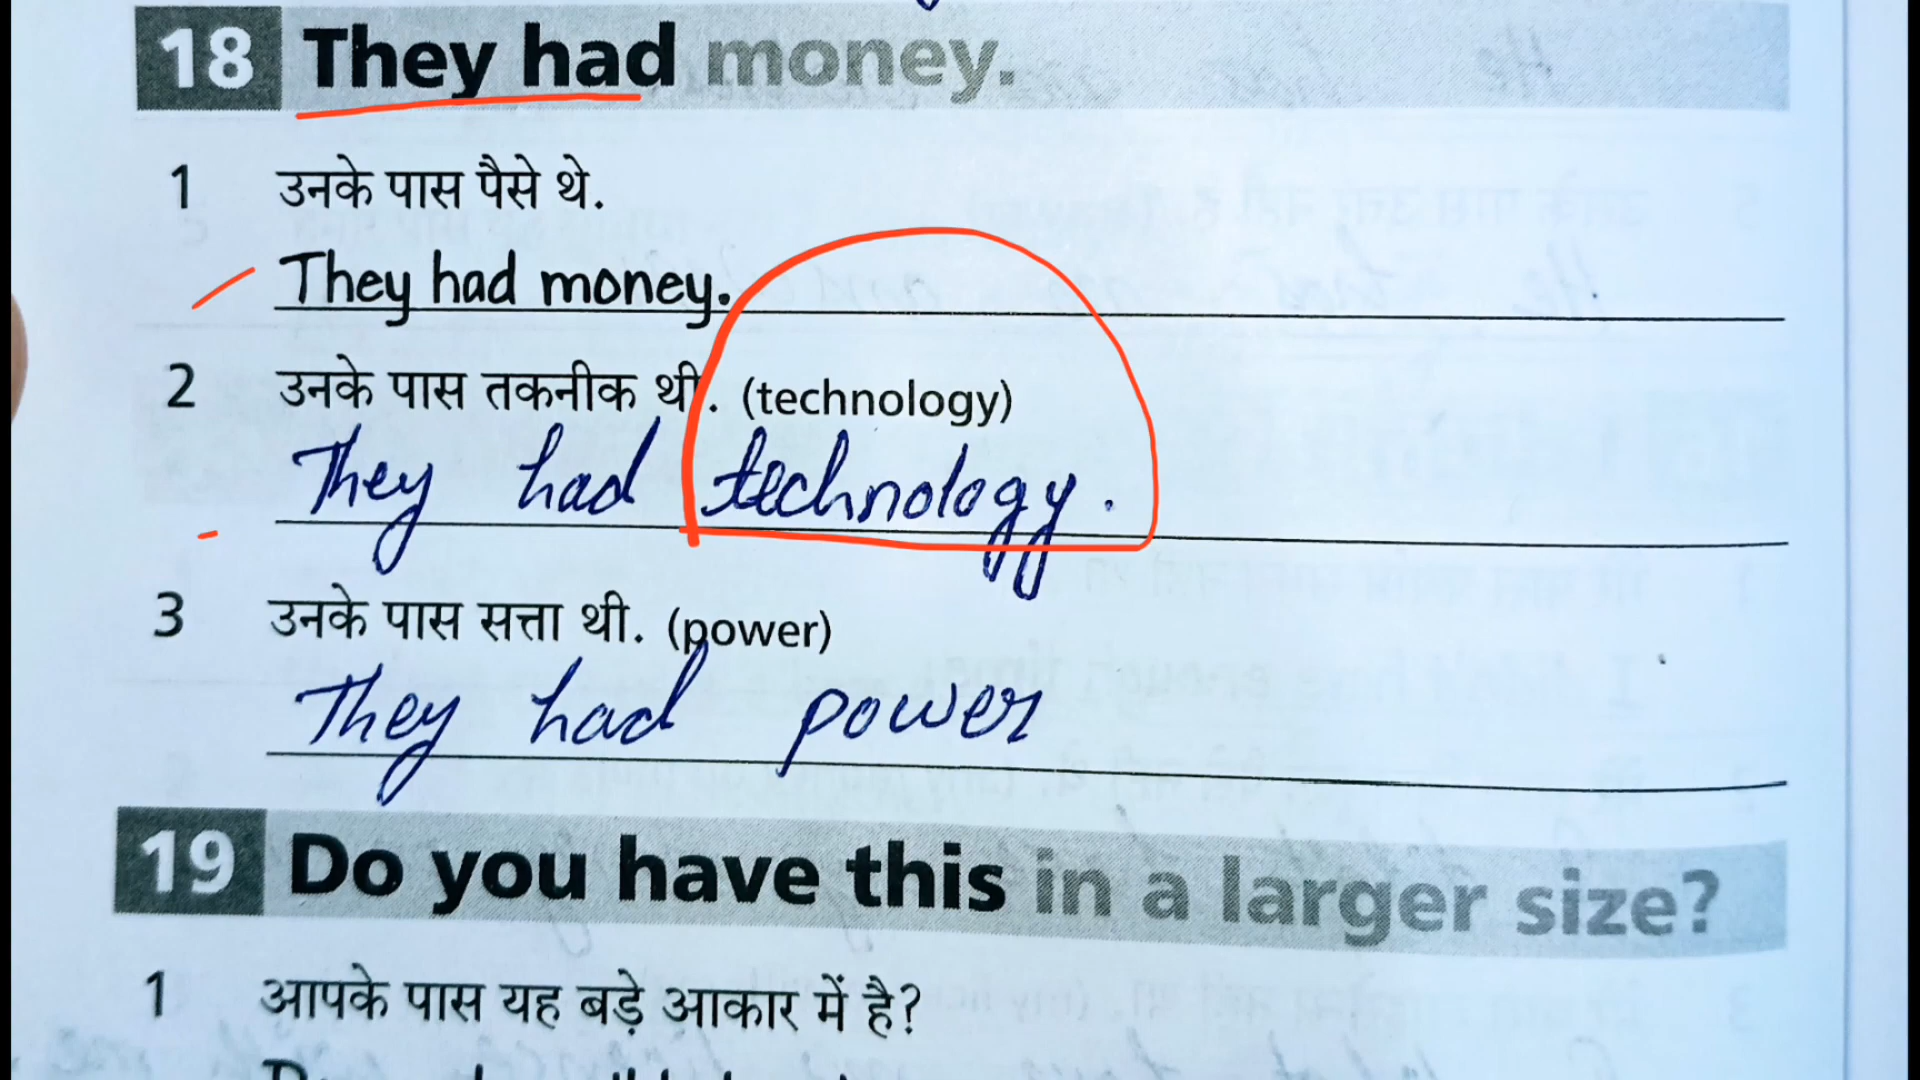 18 They had money.
1 उनके पास पैसे थे.
They had money.
2 उनके पास तकनीक थी. (technology)
They had technology.
3 उनके पास सत्ता थी. (power)
They had power
19 Do you have this in a larger size?
1 आपके पास यह बड़े आकार में है?